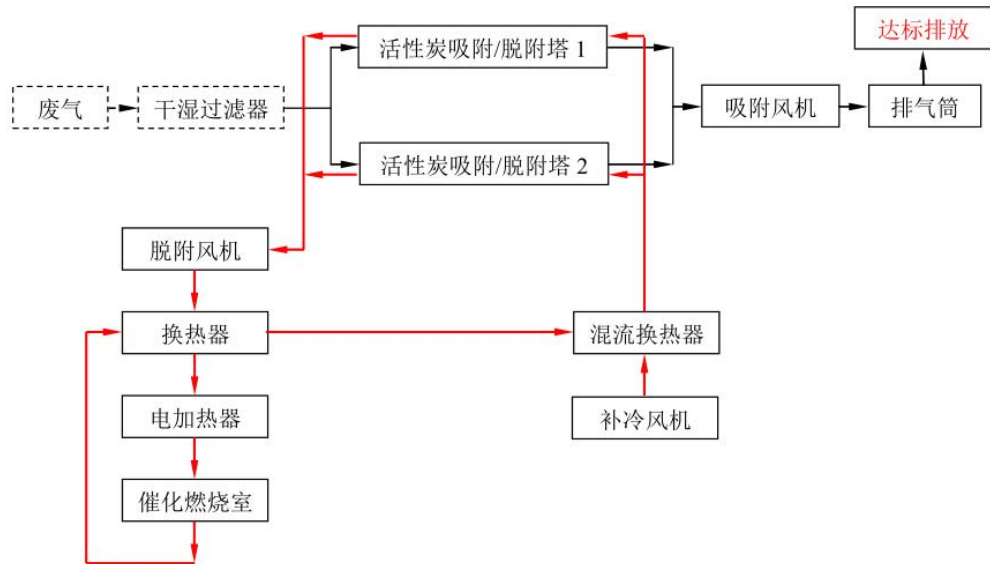 达标排放
活性炭吸附/脱附塔 1
废气
干湿过滤器
吸附风机
排气筒
活性炭吸附/脱附塔 2
脱附风机
换热器
混流换热器
电加热器
补冷风机
催化燃烧室